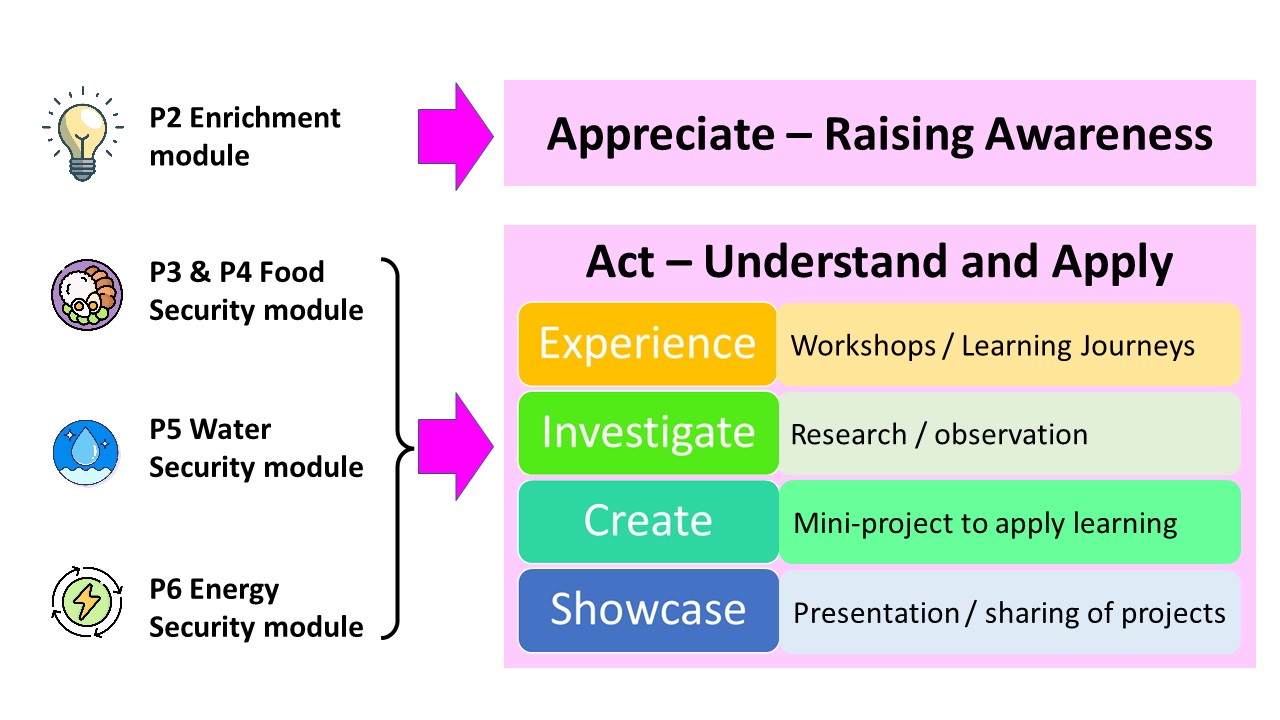 P2 Enrichment
module
Appreciate – Raising Awareness
P3 & P4 Food
Security module
P5 Water
Security module
P6 Energy
Security module
Act – Understand and Apply
Experience
Workshops / Learning Journeys
Investigate
Research / observation
Create
Mini-project to apply learning
Showcase
Presentation / sharing of projects